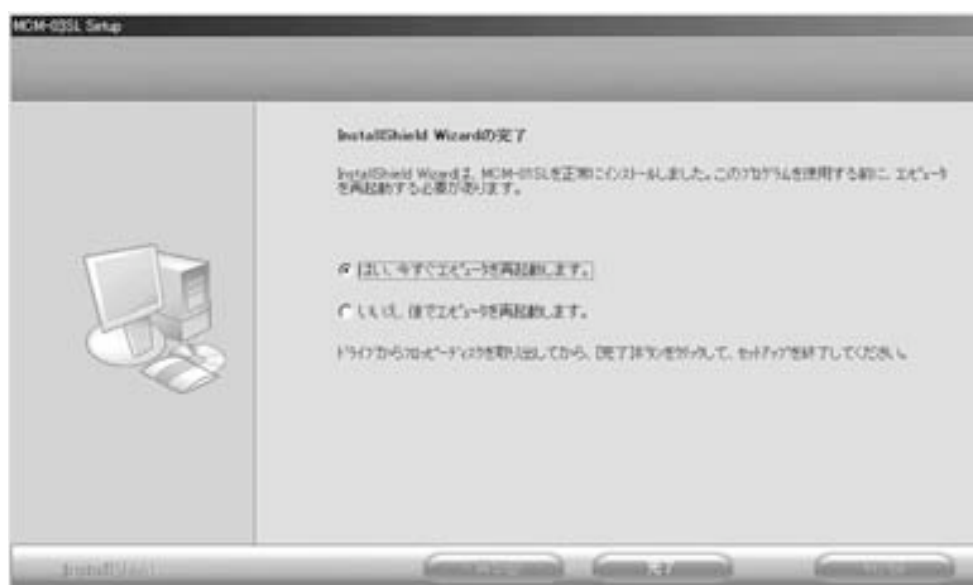 MCM-03SL Setup
InstallShield Wizardの完了
InstallShield Wizardは、MCM-03SLを正常にインストールしました。このプログラムを使用する前に、コンピュータ
を再起動する必要があります。
はい、今すぐコンピュータを再起動します。
いいえ、後でコンピュータを再起動します。
ドライブからフロッピーディスクを取り出してから、[完了]ボタンをクリックして、セットアップを終了してください。
InstallShield
完了